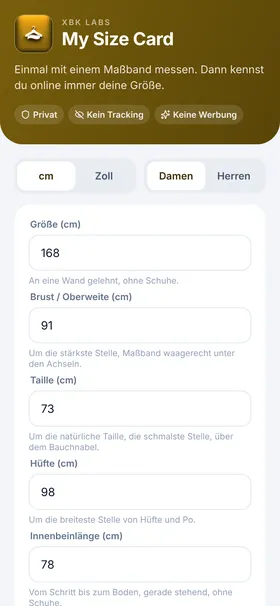 XBK LABS
My Size Card
Einmal mit einem Maßband messen. Dann kennst
du online immer deine Größe.
Privat
Kein Tracking
Keine Werbung
cm
Zoll
Damen
Herren
Größe (cm)
168
An eine Wand gelehnt, ohne Schuhe.
Brust / Oberweite (cm)
91
Um die stärkste Stelle, Maßband waagerecht unter
den Achseln.
Taille (cm)
73
Um die natürliche Taille, die schmalste Stelle, über
dem Bauchnabel.
Hüfte (cm)
98
Um die breiteste Stelle von Hüfte und Po.
Innenbeinlänge (cm)
78
Vom Schritt bis zum Boden, gerade stehend, ohne
Schuhe.